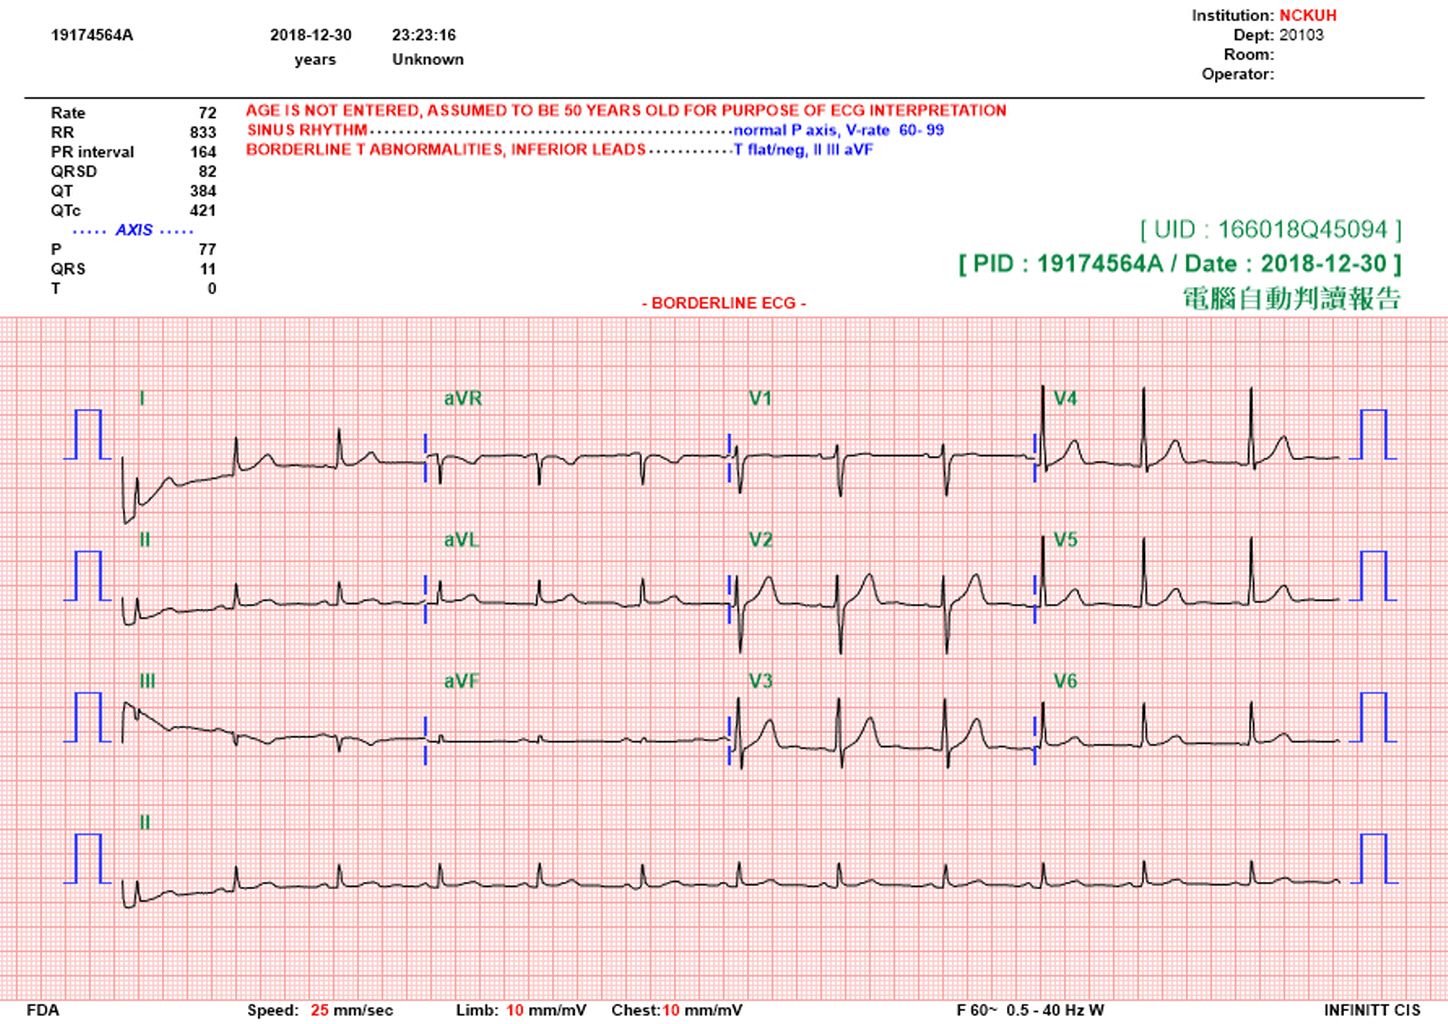 Institution: NCKUH
19174564A 2018-12-30 23:23:16 Dept: 20103
years Unknown Room:
Operator:
Rate 72 AGE IS NOT ENTERED, ASSUMED TO BE 50 YEARS OLD FOR PURPOSE OF ECG INTERPRETATION
RR 833 SINUS RHYTHM normal P axis, V-rate 60- 99
PR interval 164 BORDERLINE T ABNORMALITIES, INFERIOR LEADS T flat/neg, II III aVF
QRSD 82
QT 384
QTc 421
..... AXIS .....
[ UID : 166018Q45094 ]
P 77
QRS 11 [ PID : 19174564A / Date : 2018-12-30 ]
T 0
- BORDERLINE ECG - 電腦自動判讀報告
I aVR V1 V4
II aVL V2 V5
III aVF V3 V6
II
FDA Speed: 25 mm/sec Limb: 10 mm/mV Chest:10 mm/mV F 60~ 0.5 - 40 Hz W INFINITT CIS